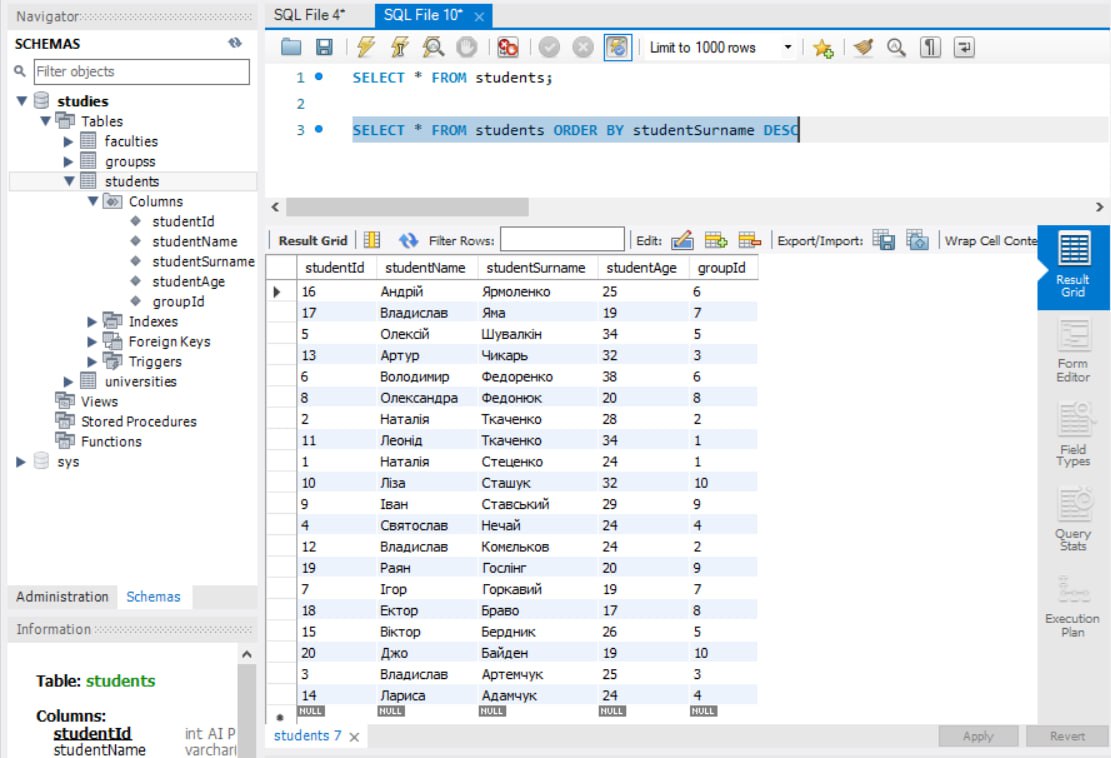 Navigator
SCHEMAS
Filter objects
studies
Tables
faculties
groupss
students
Columns
studentId
studentName
studentSurname
studentAge
groupId
Indexes
Foreign Keys
Triggers
universities
Views
Stored Procedures
Functions
sys
Administration Schemas
Information
Table: students
Columns:
studentId int AI P
studentName varchar(
SQL File 4* SQL File 10*
Limit to 1000 rows
1 SELECT * FROM students;
2
3 SELECT * FROM students ORDER BY studentSurname DESC
Result Grid Filter Rows: Edit: Export/Import: Wrap Cell Conte
studentId studentName studentSurname studentAge groupId
16 Андрій Ярмоленко 25 6
17 Владислав Яма 19 7
5 Олексій Шувалкін 34 5
13 Артур Чикарь 32 3
6 Володимир Федоренко 38 6
8 Олександра Федонюк 20 8
2 Наталія Ткаченко 28 2
11 Леонід Ткаченко 34 1
1 Наталія Стеценко 24 1
10 Ліза Сташук 32 10
9 Іван Ставський 29 9
4 Святослав Нечай 24 4
12 Владислав Комєльков 24 2
19 Раян Гослінг 20 9
7 Ігор Горкавий 19 7
18 Ектор Браво 17 8
15 Віктор Бердник 26 5
20 Джо Байден 19 10
3 Владислав Артемчук 25 3
14 Лариса Адамчук 24 4
NULL NULL NULL NULL NULL
students 7
Apply Revert
Result
Grid
Form
Editor
Field
Types
Query
Stats
Execution
Plan